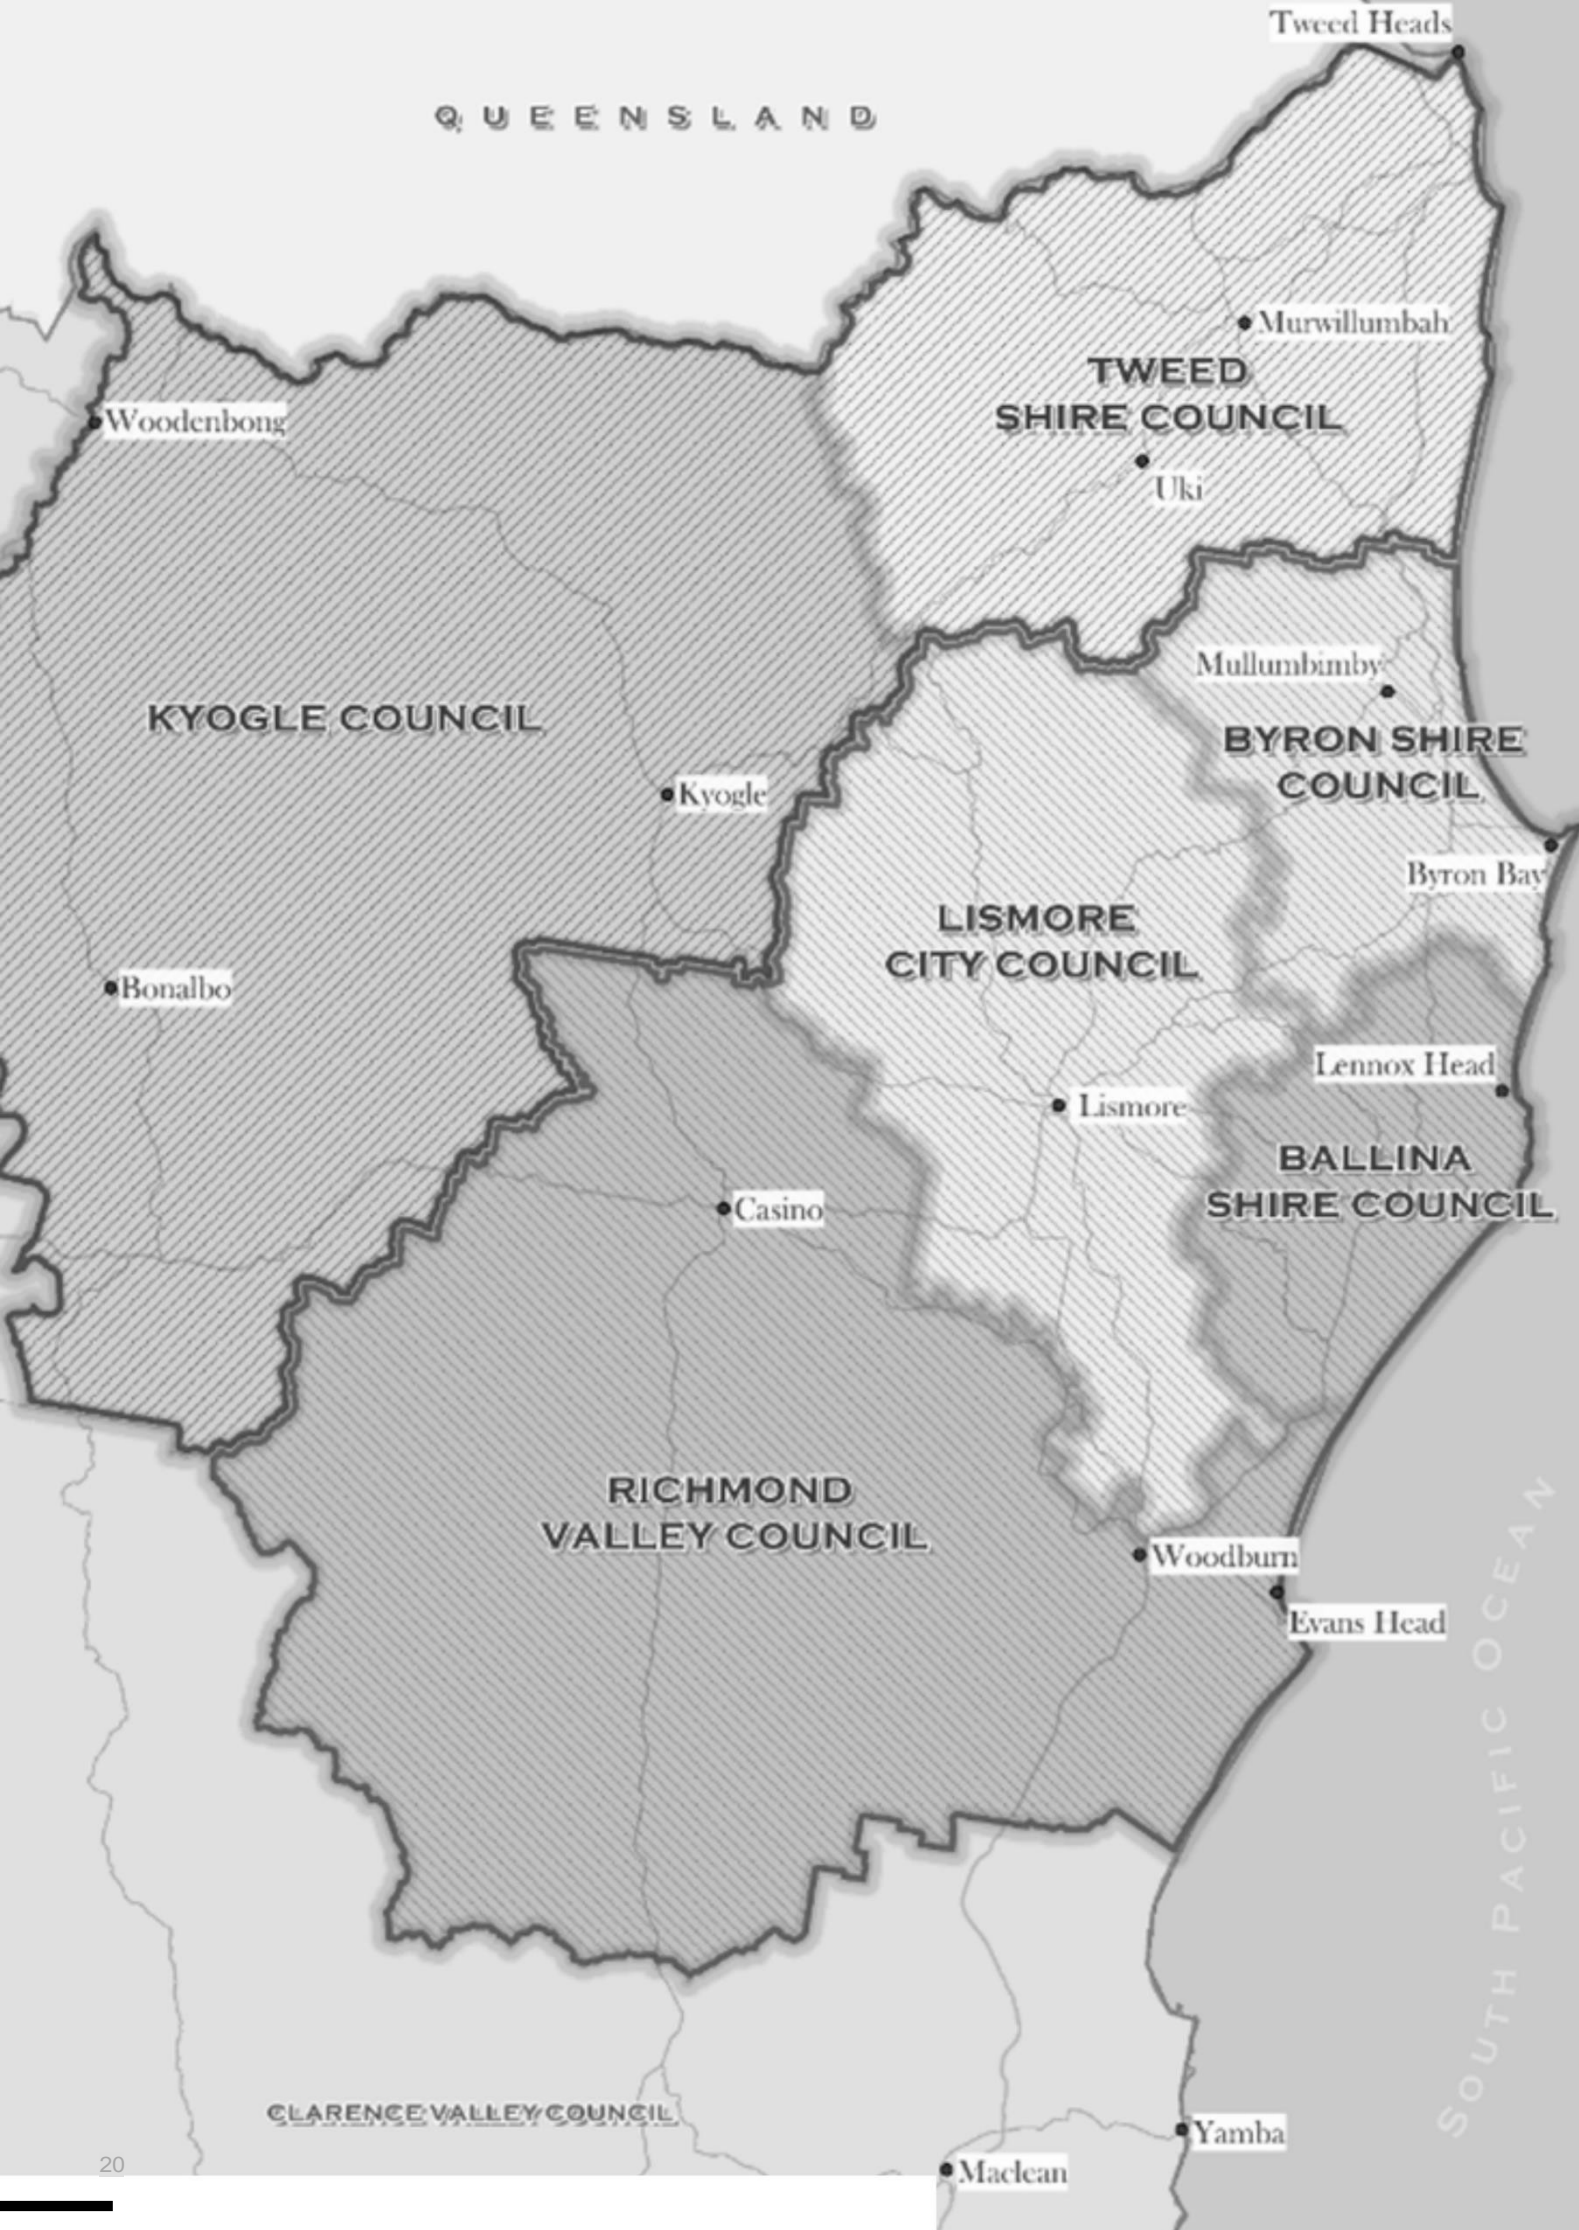 Tweed Heads
QUEENSLAND
Murwillumbah
TWEED
SHIRE COUNCIL
Woodenbong
Uki
Mullumbimby
KYOGLE COUNCIL
BYRON SHIRE
COUNCIL
Kyogle
Byron Bay
LISMORE
CITY COUNCIL
Bonalbo
Lennox Head
Lismore
BALLINA
SHIRE COUNCIL
Casino
RICHMOND
VALLEY COUNCIL
Woodburn
Evans Head
SOUTH PACIFIC OCEAN
CLARENCE VALLEY COUNCIL
Yamba
Maclean
20